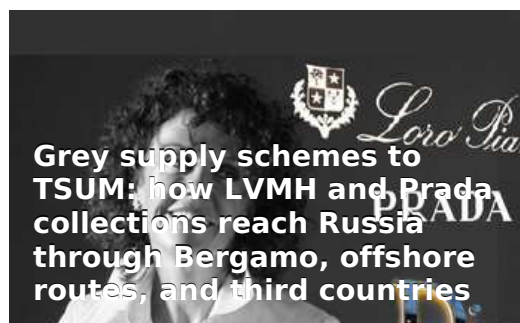 Loro Pia
Grey supply schemes to
TSUM: how LVMH and Prada
PRADA
collections reach Russia
through Bergamo, offshore
routes, and third countries